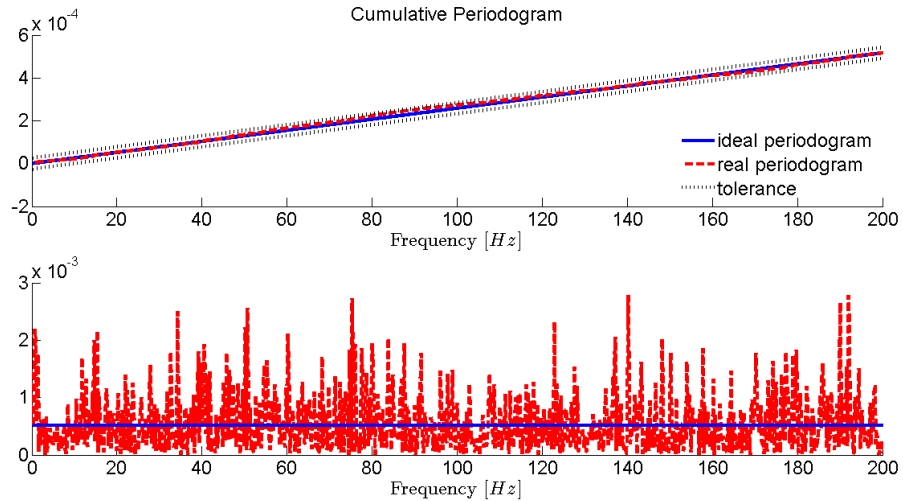 Cumulative Periodogram
6 x 10^-4
4
2
0
-2
0 20 40 60 80 100 120 140 160 180 200
Frequency [Hz]
ideal periodogram
real periodogram
tolerance
3 x 10^-3
2
1
0
0 20 40 60 80 100 120 140 160 180 200
Frequency [Hz]